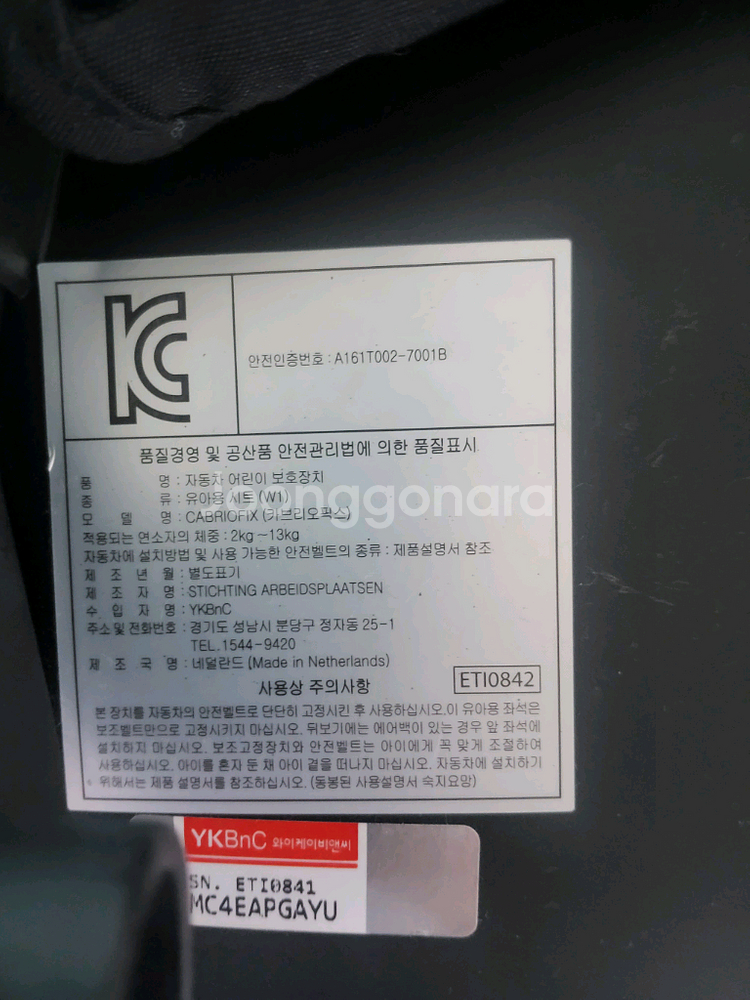 KC
안전인증번호 : A161T002-7001B
품질경영 및 공산품 안전관리법에 의한 품질표시
품 명 : 자동차 어린이 보호장치
종 류 : 유아용 시트 (W1)
모 델 명 : CABRIOFIX (카브리오픽스)
Joonggonara
적용되는 연소자의 체중 : 2kg ~13kg
자동차에 설치방법 및 사용 가능한 안전벨트의 종류 : 제품설명서 참조
제 조 년 월 : 별도표기
제 조 자 명 : STICHTING ARBEIDSPLAATSEN
수 입 자 명 : YKBnC
주소 및 전화번호 : 경기도 성남시 분당구 정자동 25-1
TEL.1544-9420
제 조 국 명 : 네덜란드 (Made in Netherlands)
사용상 주의사항
ETI0842
본 장치를 자동차의 안전벨트로 단단히 고정시킨 후 사용하십시오.이 유아용 좌석은
보조벨트만으로 고정시키지 마십시오. 뒤보기에는 에어백이 있는 경우 앞 좌석에
설치하지 마십시오. 보조고정장치와 안전벨트는 아이에게 꼭 맞게 조절하여
사용하십시오. 아이를 혼자 둔 채 아이 곁을 떠나지 마십시오. 자동차에 설치하기
위해서는 제품 설명서를 참조하십시오. (동봉된 사용설명서 숙지요망)
YKBnC 와이케이비앤씨
SN. ETI0841
MC4EAPGAYU